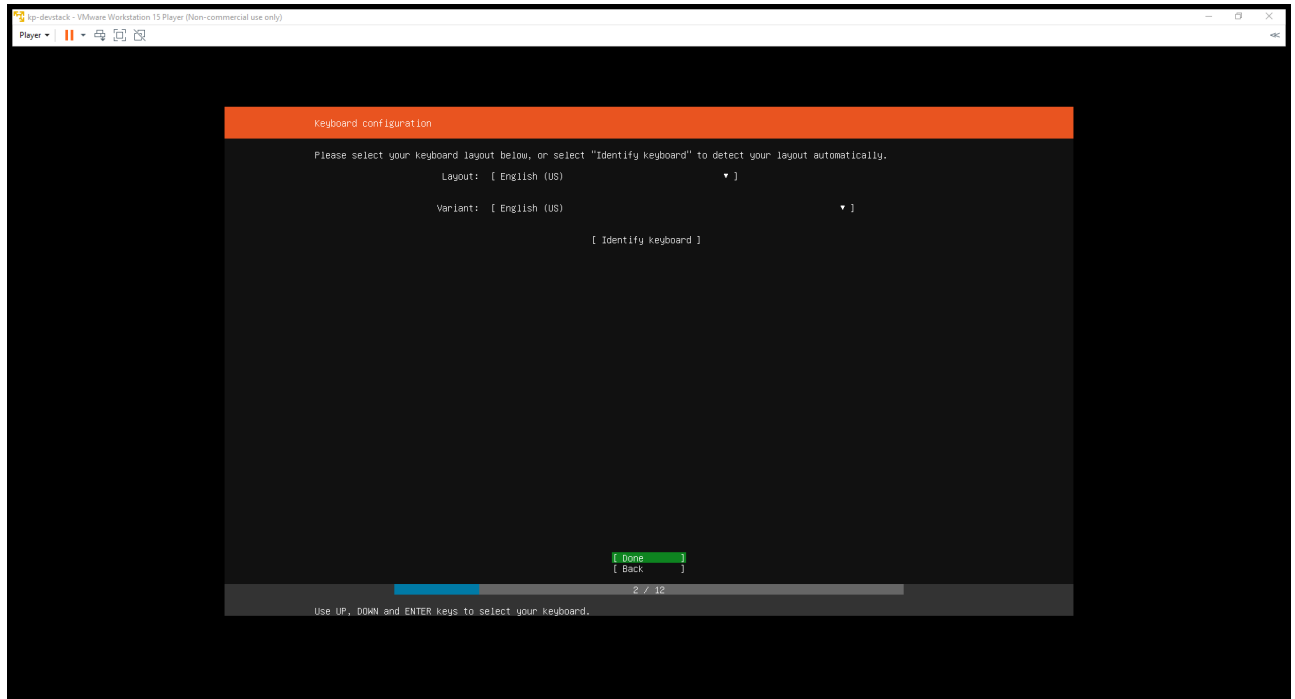 kp-devstack - VMware Workstation 15 Player (Non-commercial use only)
Player
Keyboard configuration
Please select your keyboard layout below, or select "Identify keyboard" to detect your layout automatically.
Layout: [ English (US) ▾ ]
Variant: [ English (US) ▾ ]
[ Identify keyboard ]
[ Done ]
[ Back ]
2 / 12
Use UP, DOWN and ENTER keys to select your keyboard.